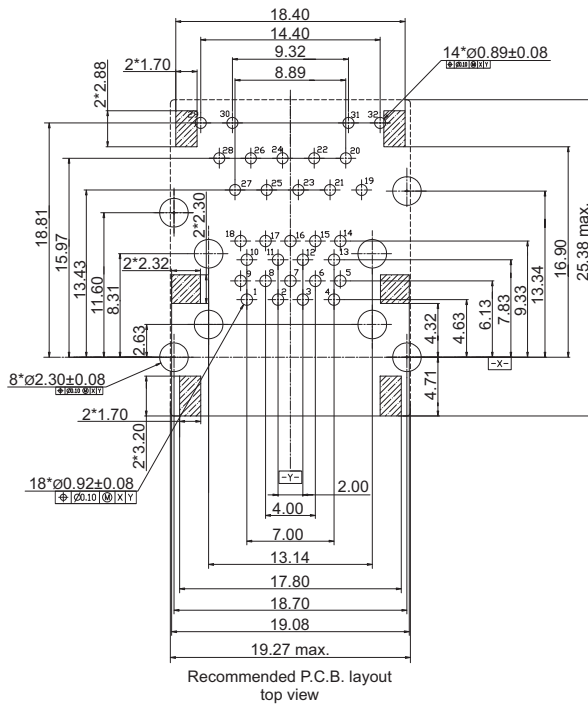 18.40
14.40
9.32
8.89
2*1.70
14*Ø0.89±0.08
⌖ Ø0.10 Ⓜ X Y
2*2.88
29 30 31 32
28 26 24 22 20
27 25 23 21 19
18 17 16 15 14
10 11 12 13
9 8 7 6 5
1 2 3 4
18.81
15.97
13.43
11.60
8.31
2*2.30
2*2.32
2.63
8*Ø2.30±0.08
⌖ Ø0.10 Ⓜ X Y
2*1.70
2*3.20
18*Ø0.92±0.08
⌖ Ø0.10 Ⓜ X Y
4.32
4.71
4.63
6.13
7.83
9.33
13.34
16.90
25.38 max.
-X-
-Y-
2.00
4.00
7.00
13.14
17.80
18.70
19.08
19.27 max.
Recommended P.C.B. layout
top view